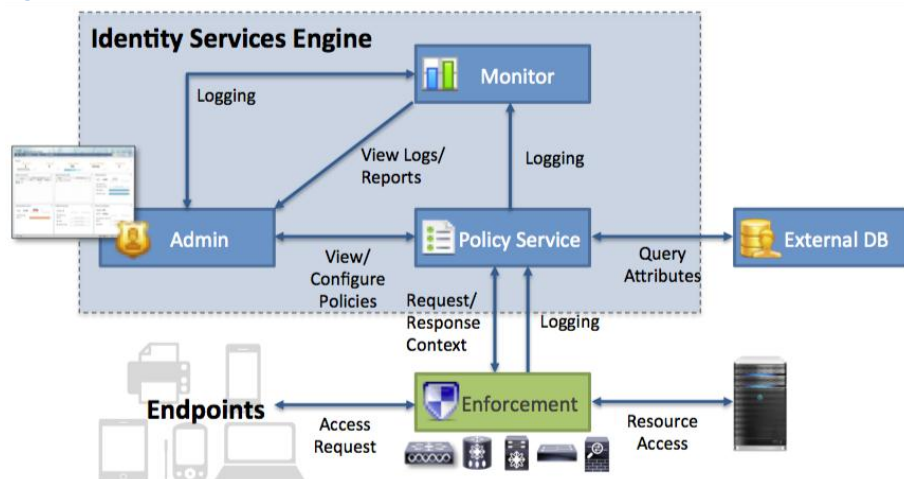 Identity Services Engine
Monitor
Logging
View Logs/
Reports
Logging
Admin
Policy Service
External DB
View/
Configure
Policies
Query
Attributes
Request/
Response
Context
Logging
Endpoints
Enforcement
Access
Request
Resource
Access